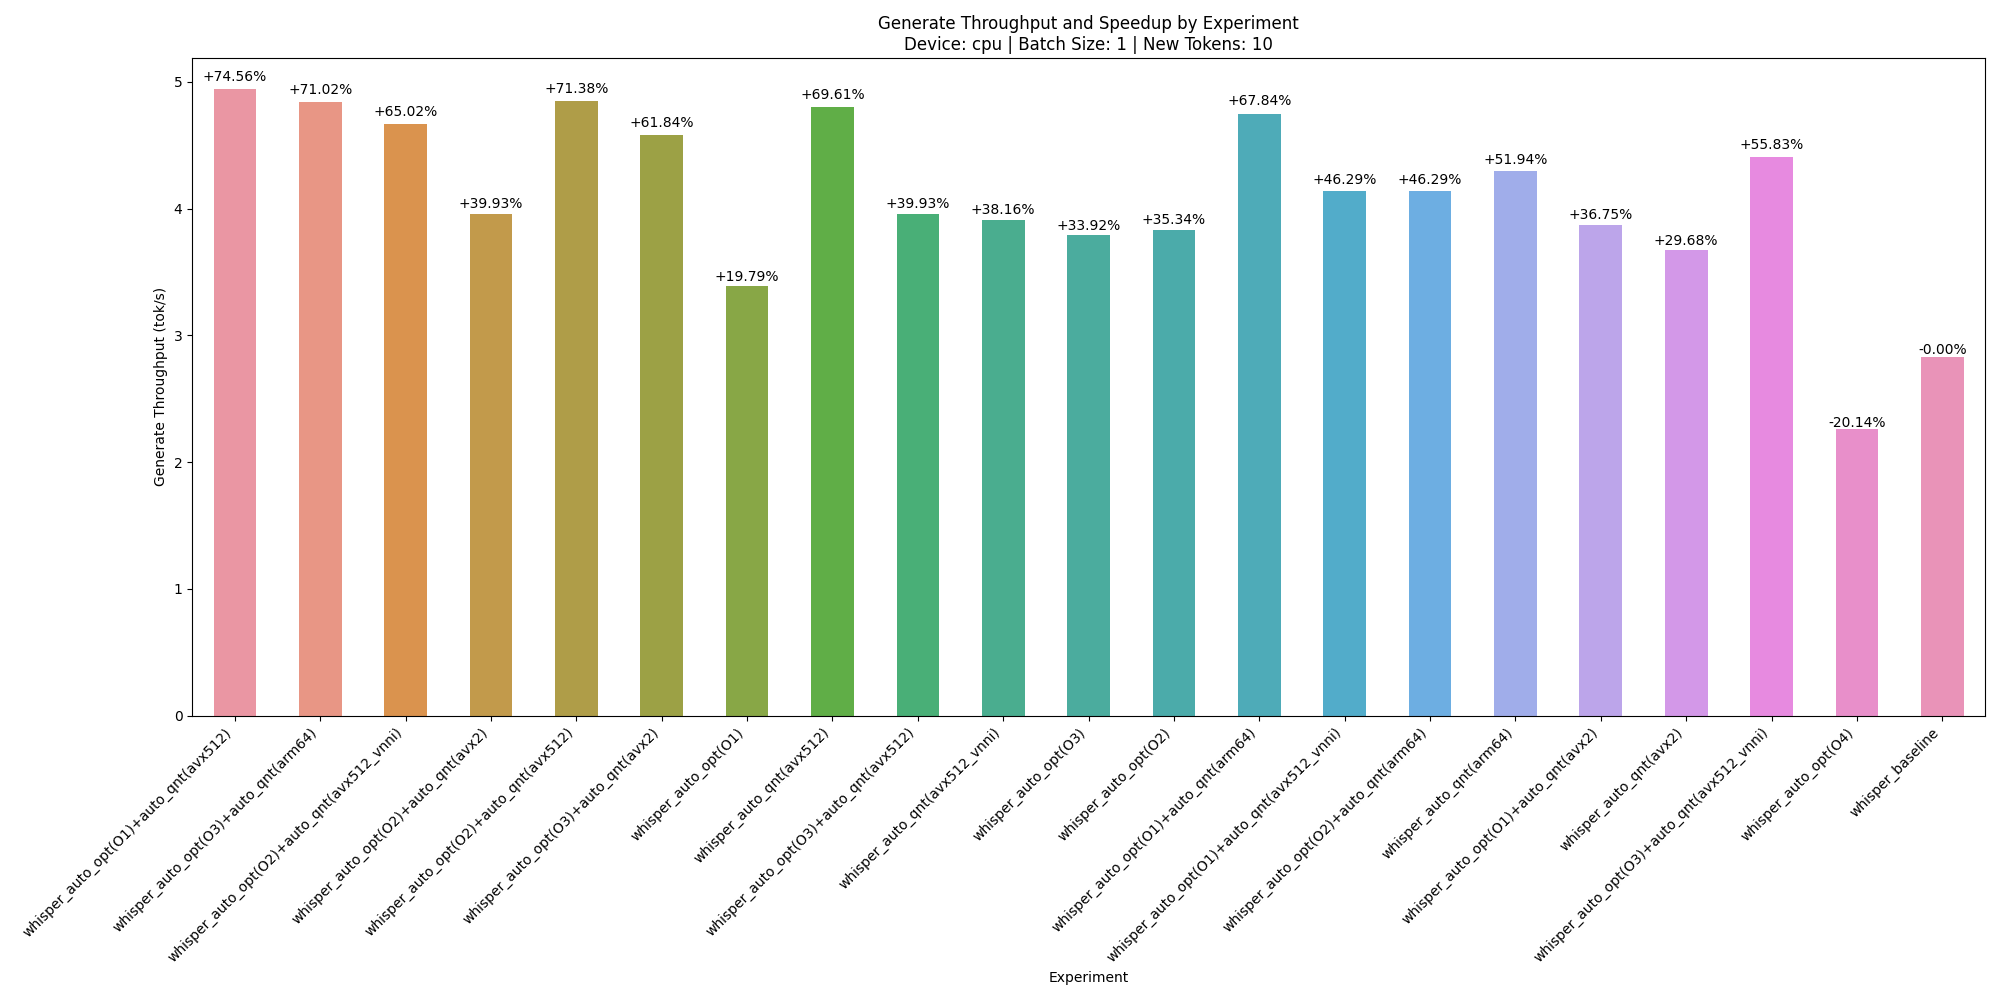 Generate Throughput and Speedup by Experiment
Device: cpu | Batch Size: 1 | New Tokens: 10
Generate Throughput (tok/s)
5
4
3
2
1
0
+74.56%
+71.02%
+65.02%
+39.93%
+71.38%
+61.84%
+19.79%
+69.61%
+39.93%
+38.16%
+33.92%
+35.34%
+67.84%
+46.29%
+46.29%
+51.94%
+36.75%
+29.68%
+55.83%
-20.14%
-0.00%
whisper_auto_opt(O1)+auto_qnt(avx512)
whisper_auto_opt(O3)+auto_qnt(arm64)
whisper_auto_opt(O2)+auto_qnt(avx512_vnni)
whisper_auto_opt(O2)+auto_qnt(avx2)
whisper_auto_opt(O2)+auto_qnt(avx512)
whisper_auto_opt(O3)+auto_qnt(avx2)
whisper_auto_opt(O1)
whisper_auto_qnt(avx512)
whisper_auto_opt(O3)+auto_qnt(avx512)
whisper_auto_qnt(avx512_vnni)
whisper_auto_opt(O3)
whisper_auto_opt(O2)
whisper_auto_opt(O1)+auto_qnt(arm64)
whisper_auto_opt(O1)+auto_qnt(avx512_vnni)
whisper_auto_opt(O2)+auto_qnt(arm64)
whisper_auto_qnt(arm64)
whisper_auto_opt(O1)+auto_qnt(avx2)
whisper_auto_qnt(avx2)
whisper_auto_opt(O3)+auto_qnt(avx512_vnni)
whisper_auto_opt(O4)
whisper_baseline
Experiment